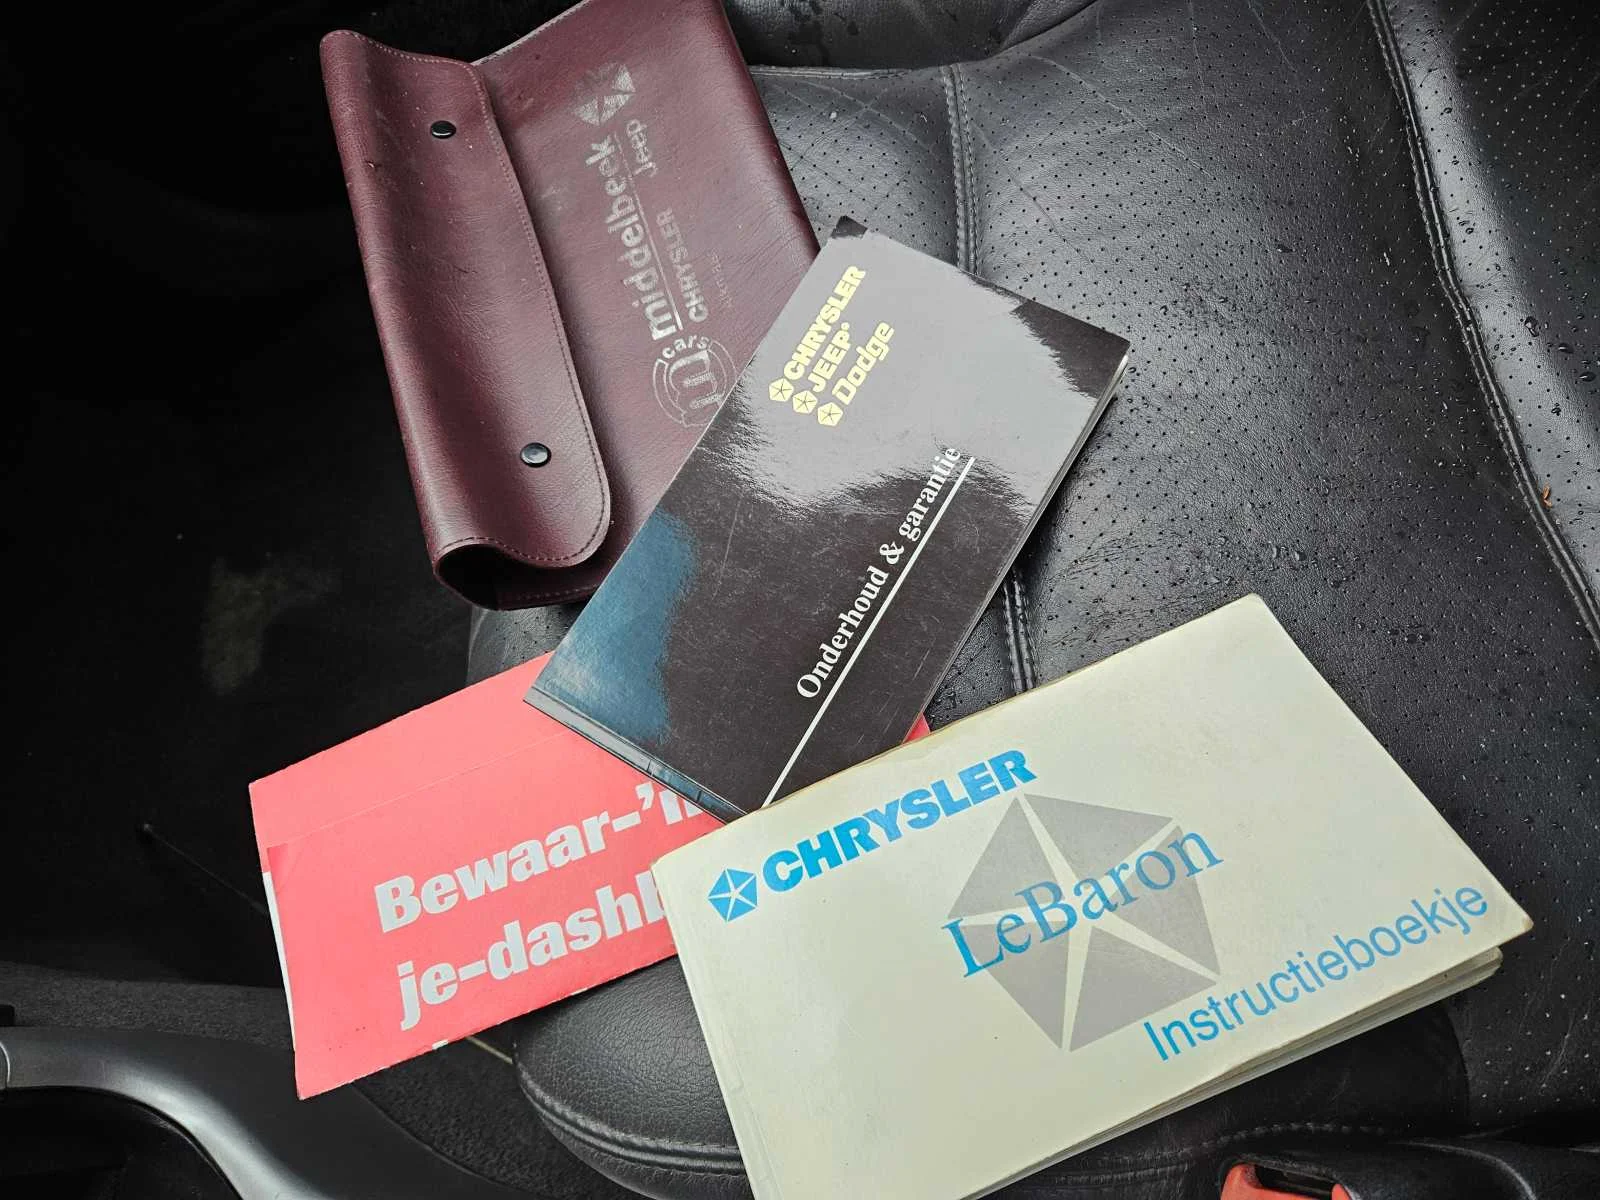 middelbeek
CHRYSLER Jeep
cars
m
CHRYSLER
JEEP®
Dodge
Onderhoud & garantie
Bewaar-'n
je-dashb
CHRYSLER
LeBaron
Instructieboekje